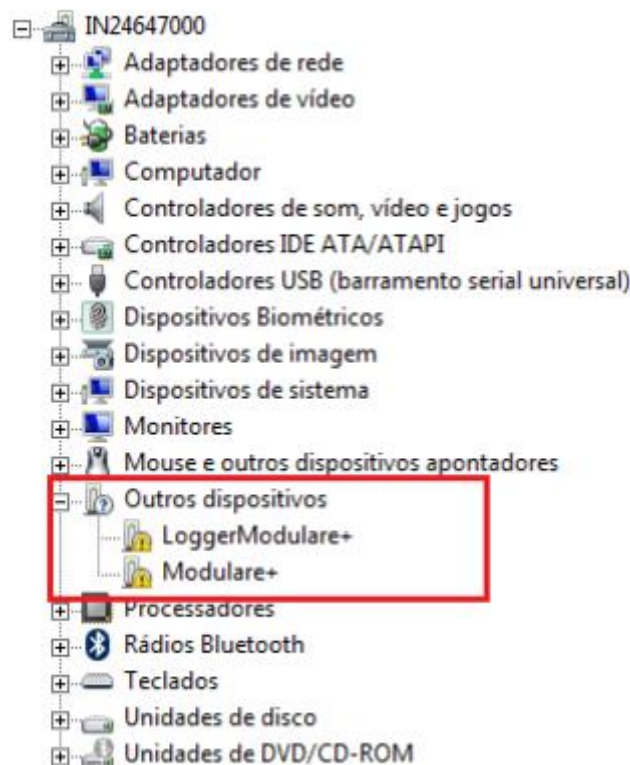 IN24647000
Adaptadores de rede
Adaptadores de vídeo
Baterias
Computador
Controladores de som, vídeo e jogos
Controladores IDE ATA/ATAPI
Controladores USB (barramento serial universal)
Dispositivos Biométricos
Dispositivos de imagem
Dispositivos de sistema
Monitores
Mouse e outros dispositivos apontadores
Outros dispositivos
LoggerModulare+
Modulare+
Processadores
Rádios Bluetooth
Teclados
Unidades de disco
Unidades de DVD/CD-ROM